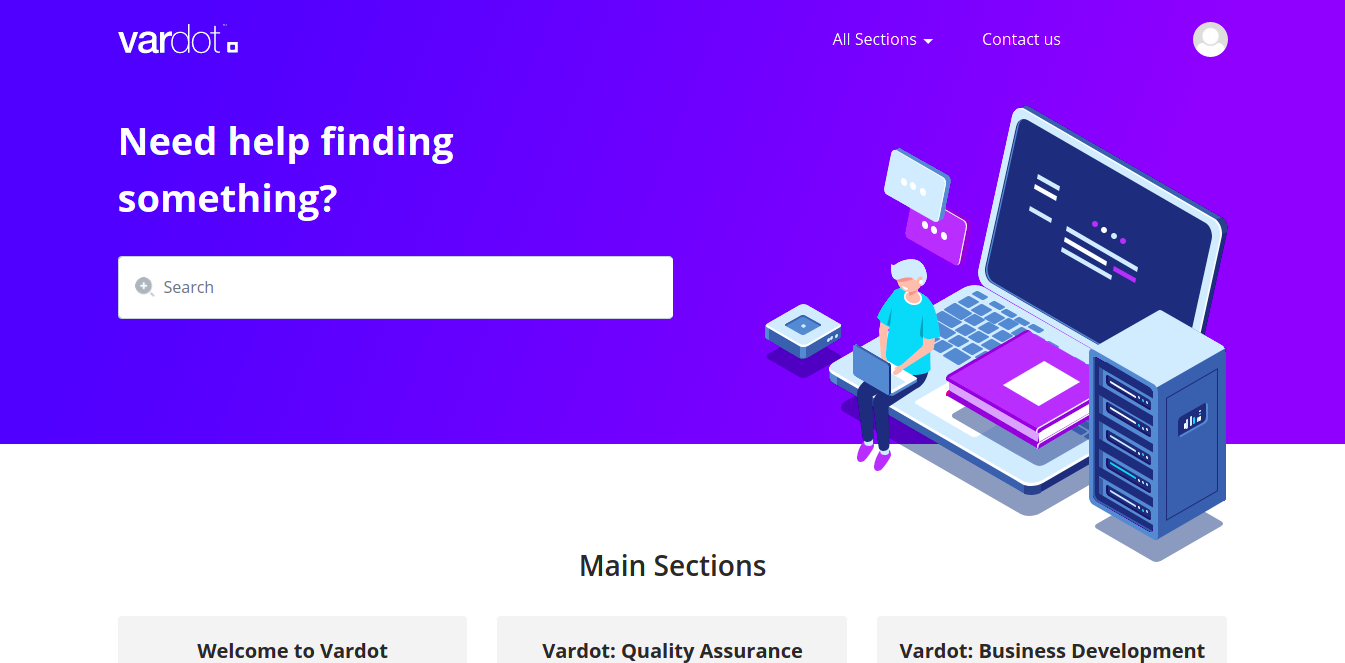 vardot
All Sections
Contact us
Need help finding
something?
Search
Main Sections
Welcome to Vardot
Vardot: Quality Assurance
Vardot: Business Development